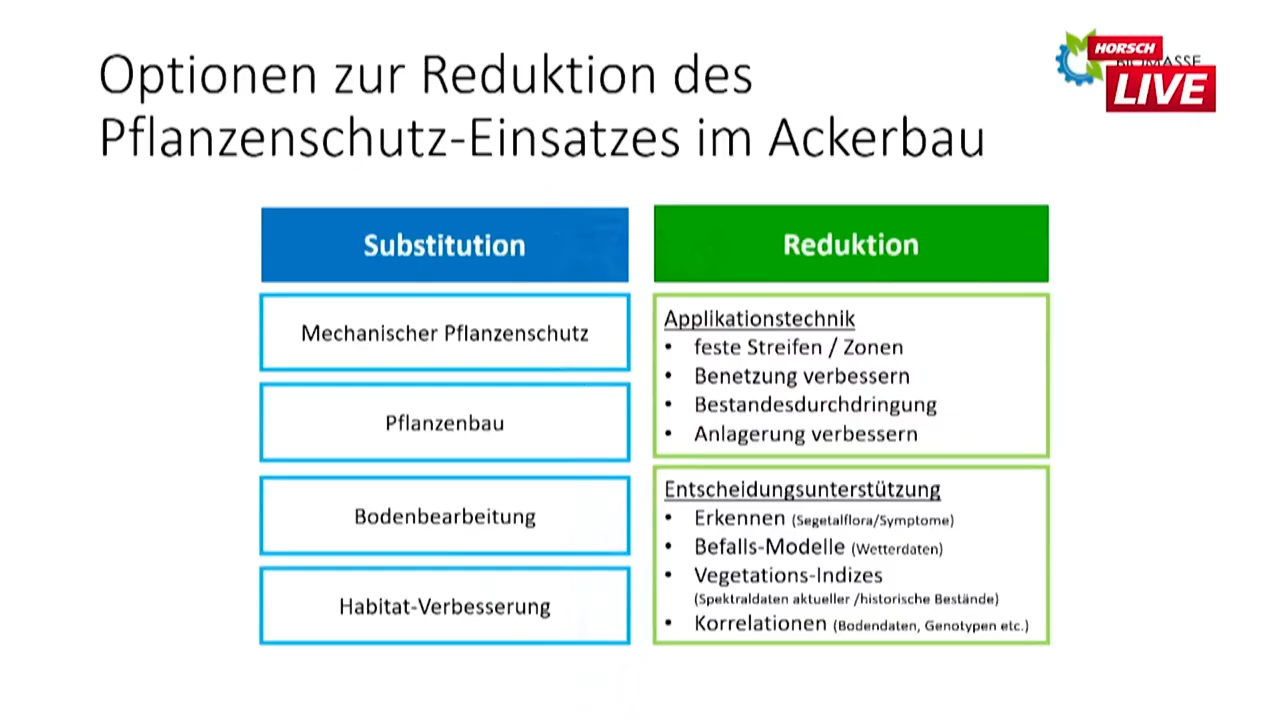 Optionen zur Reduktion des
Pflanzenschutz-Einsatzes im Ackerbau
HORSCH
LIVE
Substitution
Mechanischer Pflanzenschutz
Pflanzenbau
Bodenbearbeitung
Habitat-Verbesserung
Reduktion
Applikationstechnik
• feste Streifen / Zonen
• Benetzung verbessern
• Bestandesdurchdringung
• Anlagerung verbessern
Entscheidungsunterstützung
• Erkennen (Segetalflora/Symptome)
• Befalls-Modelle (Wetterdaten)
• Vegetations-Indizes
(Spektraldaten aktueller /historische Bestände)
• Korrelationen (Bodendaten, Genotypen etc.)